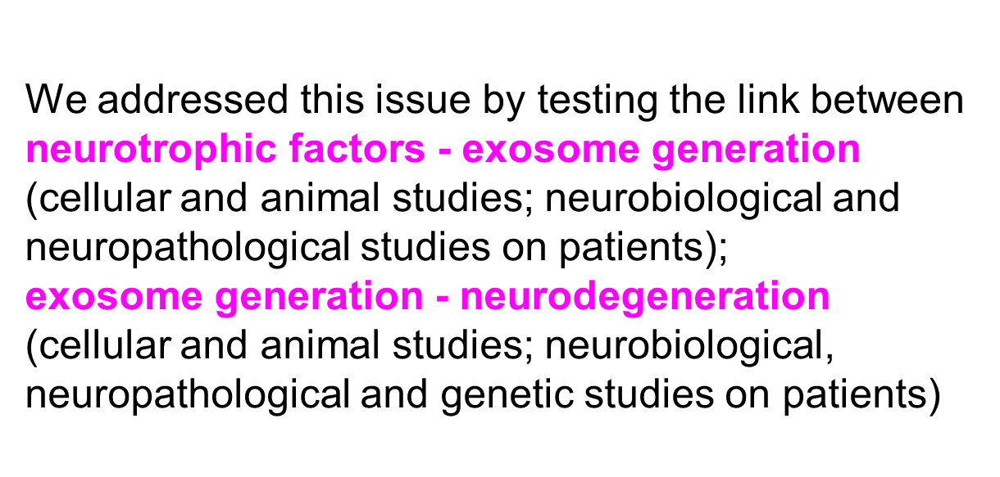 We addressed this issue by testing the link between
neurotrophic factors - exosome generation
(cellular and animal studies; neurobiological and
neuropathological studies on patients);
exosome generation - neurodegeneration
(cellular and animal studies; neurobiological,
neuropathological and genetic studies on patients)